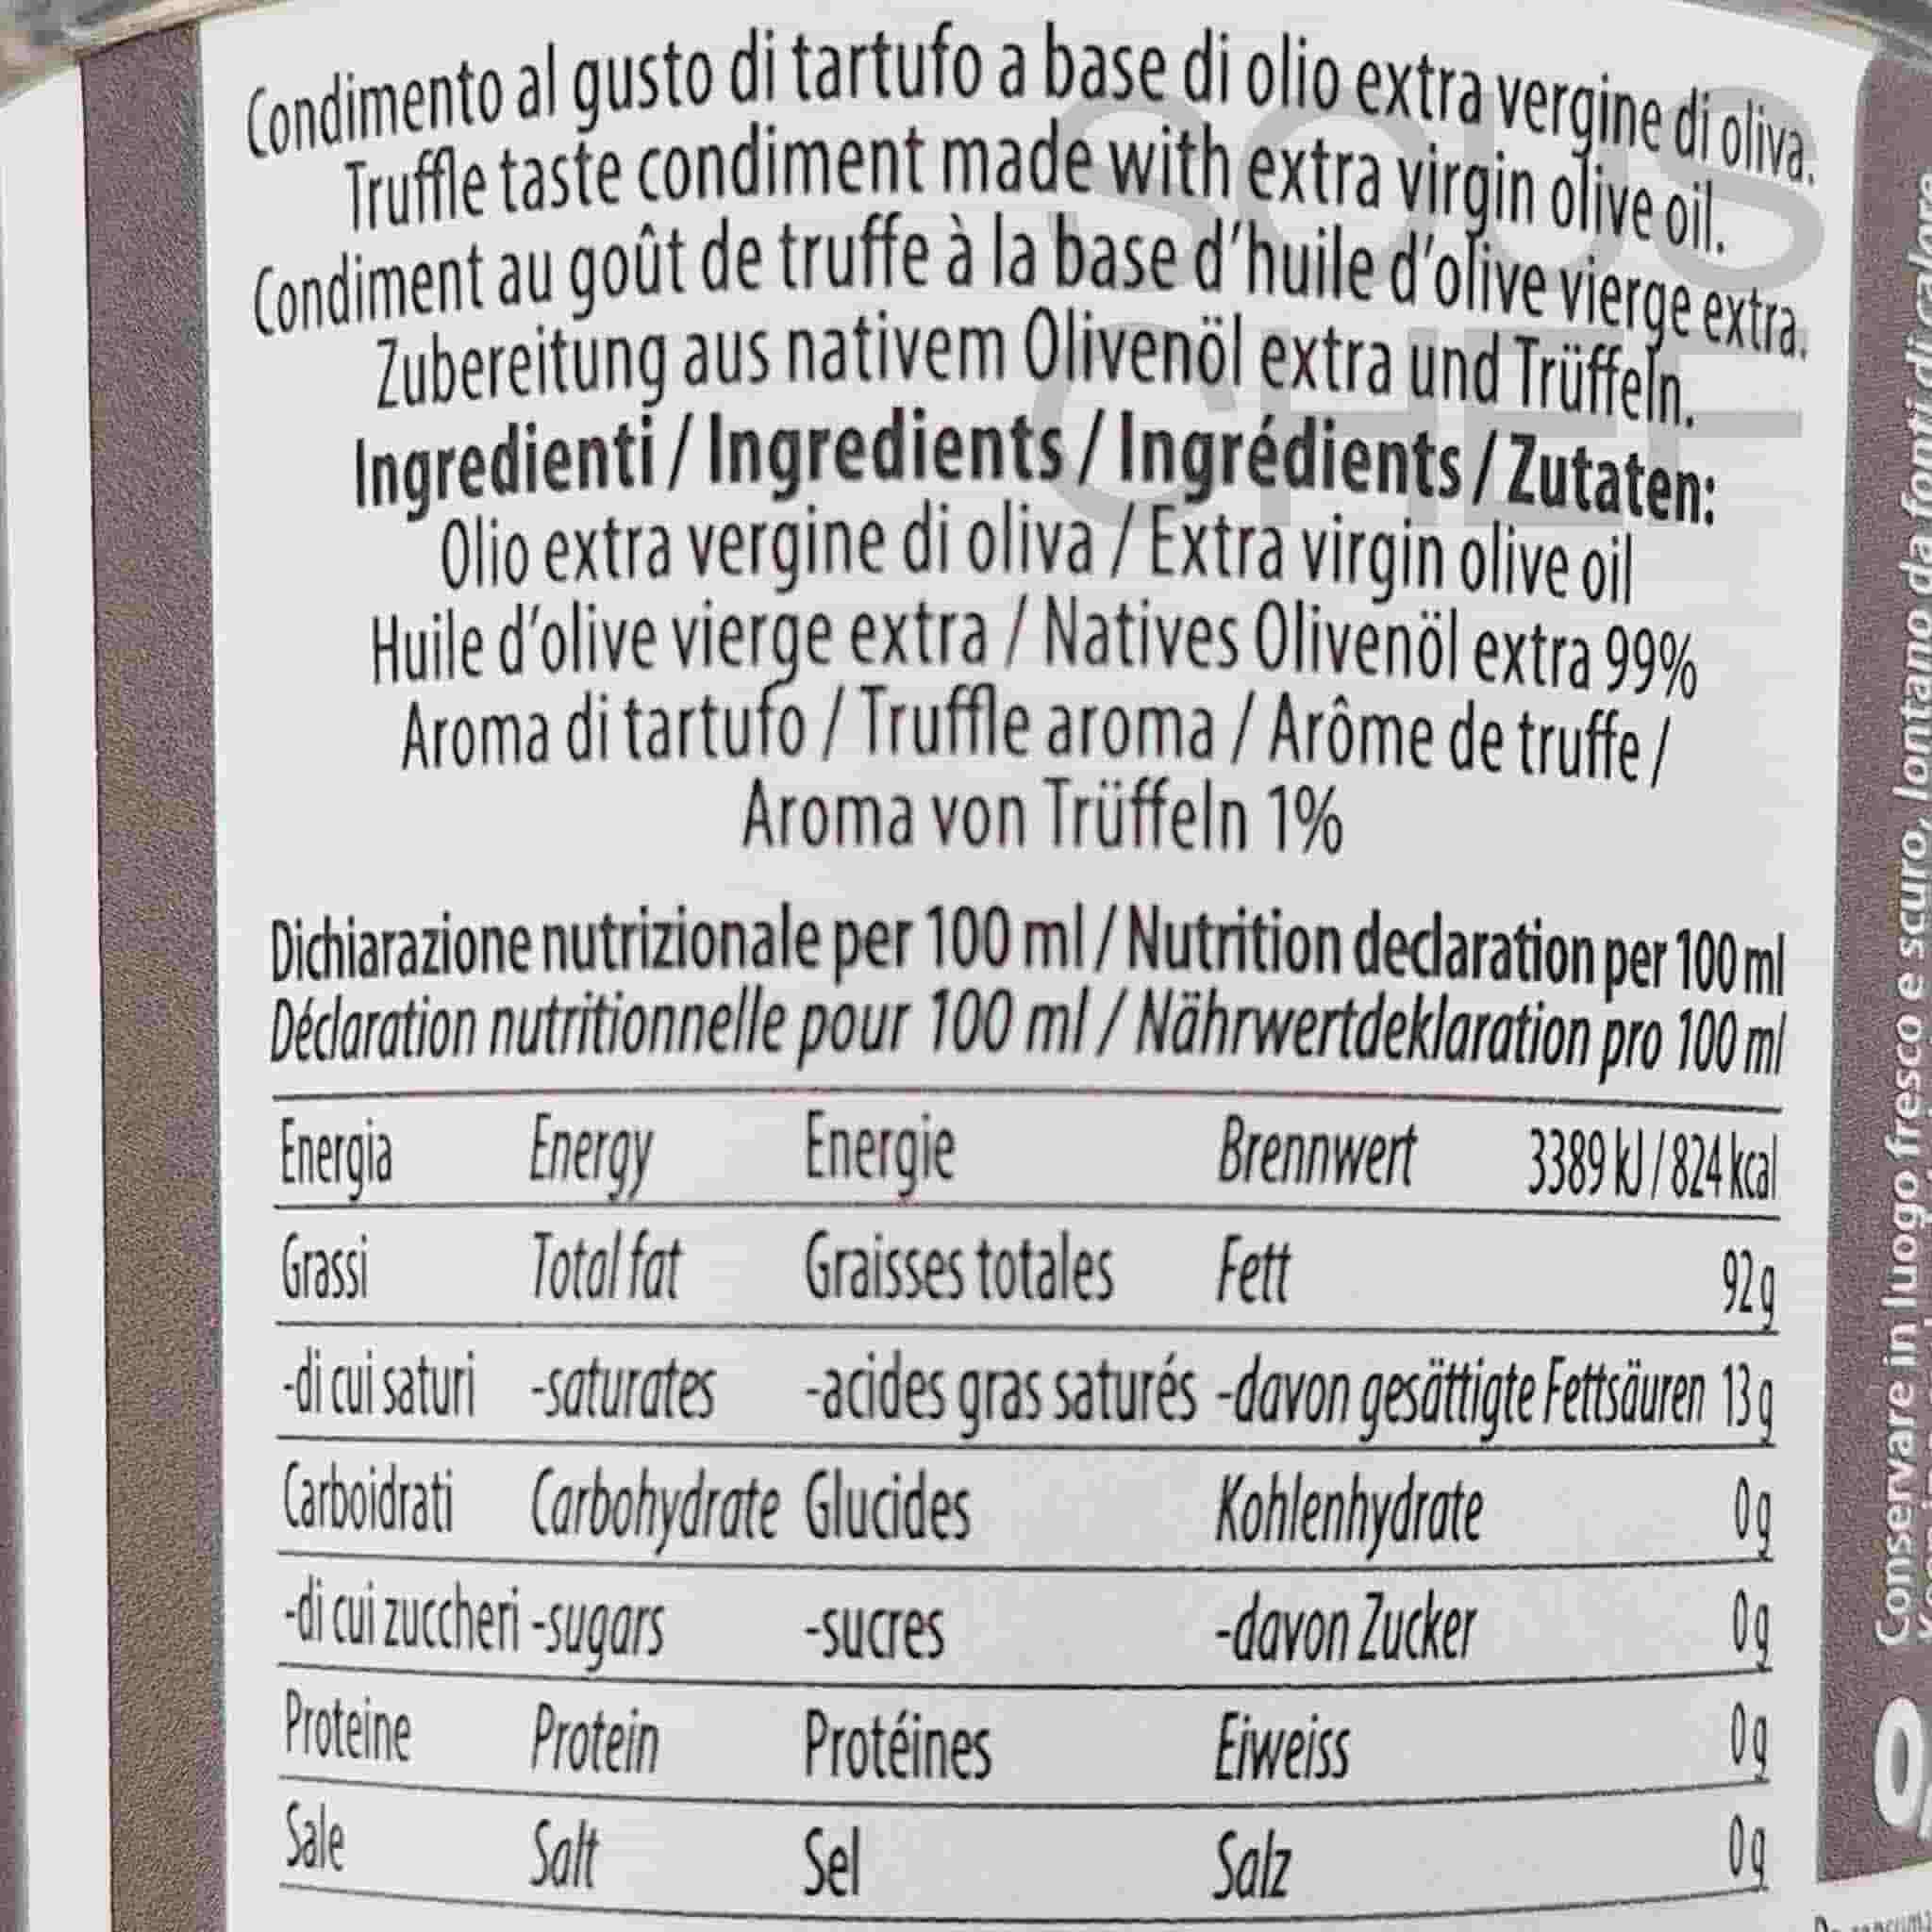 Condimento al gusto di tartufo a base di olio extra vergine di oliva.
Truffle taste condiment made with extra virgin olive oil.
Condiment au goût de truffe à la base d'huile d'olive vierge extra.
Zubereitung aus nativem Olivenöl extra und Trüffeln.
Ingredienti / Ingredients / Ingrédients / Zutaten:
Olio extra vergine di oliva / Extra virgin olive oil
Huile d'olive vierge extra / Natives Olivenöl extra 99%
Aroma di tartufo / Truffle aroma / Arôme de truffe /
Aroma von Trüffeln 1%
Dichiarazione nutrizionale per 100 ml / Nutrition declaration per 100 ml
Déclaration nutritionnelle pour 100 ml / Nährwertdeklaration pro 100 ml
Energia Energy Energie Brennwert 3389 kJ / 824 kcal
Grassi Total fat Graisses totales Fett 92 g
-di cui saturi -saturates -acides gras saturés -davon gesättigte Fettsäuren 13 g
Carboidrati Carbohydrate Glucides Kohlenhydrate 0 g
-di cui zuccheri -sugars -sucres -davon Zucker 0 g
Proteine Protein Protéines Eiweiss 0 g
Sale Salt Sel Salz 0 g
Conservare in luogo fresco e scuro, lontano da fonti di calore
SOUS
CHEF